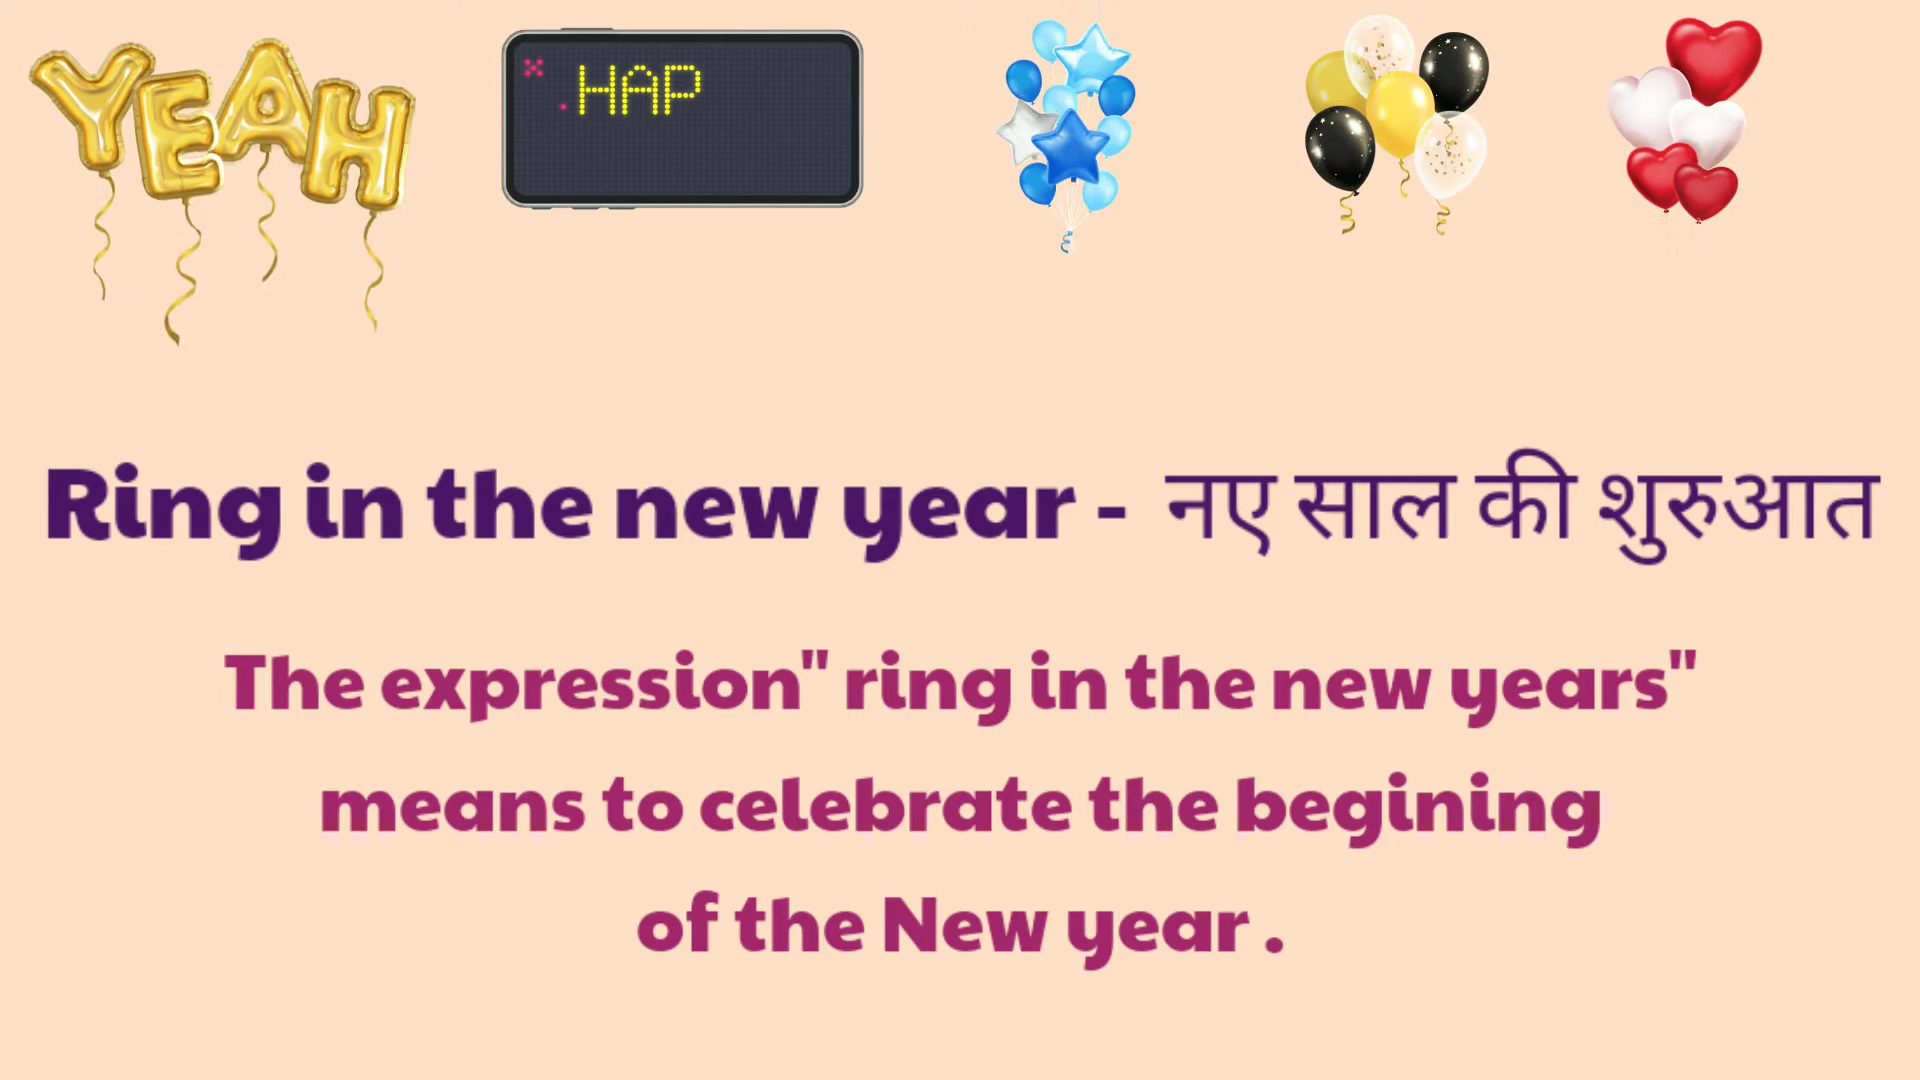 YEAH
.HAP
Ring in the new year - नए साल की शुरुआत
The expression" ring in the new years"
means to celebrate the begining
of the New year .